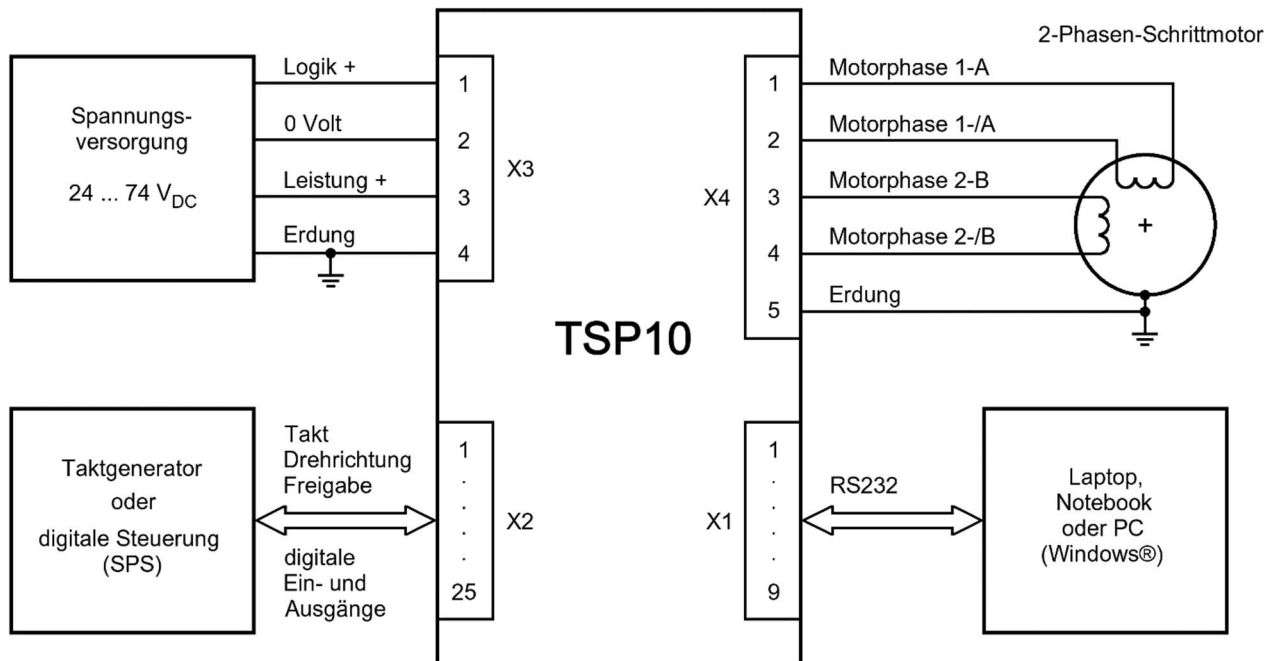 2-Phasen-Schrittmotor
Spannungs-
versorgung
24 ... 74 VDC
Logik +
0 Volt
Leistung +
Erdung
1
2
3
4
X3
TSP10
X4
1
2
3
4
5
Motorphase 1-A
Motorphase 1-/A
Motorphase 2-B
Motorphase 2-/B
Erdung
+
Taktgenerator
oder
digitale Steuerung
(SPS)
Takt
Drehrichtung
Freigabe
digitale
Ein- und
Ausgänge
1
.
.
.
.
25
X2
X1
1
.
.
.
.
9
RS232
Laptop,
Notebook
oder PC
(Windows®)